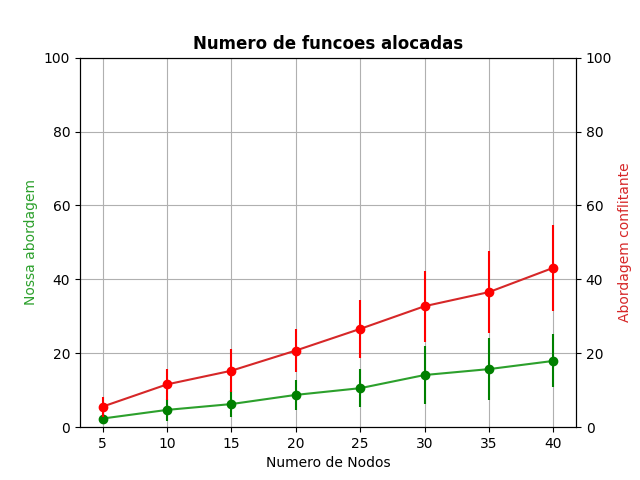 Numero de funcoes alocadas
100
80
60
40
20
0
Nossa abordagem
100
80
60
40
20
0
Abordagem conflitante
5 10 15 20 25 30 35 40
Numero de Nodos